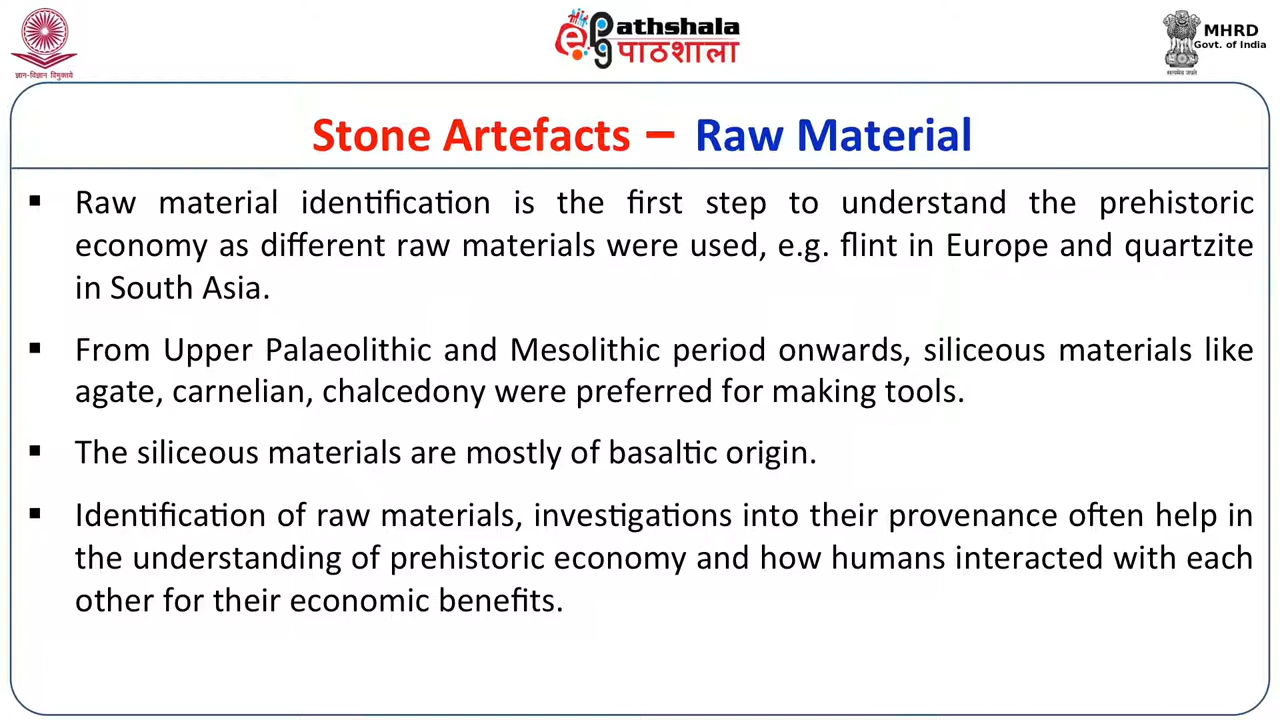 ज्ञान-विज्ञान विमुक्तये
ePathshala
पाठशाला
सत्यमेव जयते
MHRD
Govt. of India
Stone Artefacts – Raw Material
▪ Raw material identification is the first step to understand the prehistoric
economy as different raw materials were used, e.g. flint in Europe and quartzite
in South Asia.
▪ From Upper Palaeolithic and Mesolithic period onwards, siliceous materials like
agate, carnelian, chalcedony were preferred for making tools.
▪ The siliceous materials are mostly of basaltic origin.
▪ Identification of raw materials, investigations into their provenance often help in
the understanding of prehistoric economy and how humans interacted with each
other for their economic benefits.